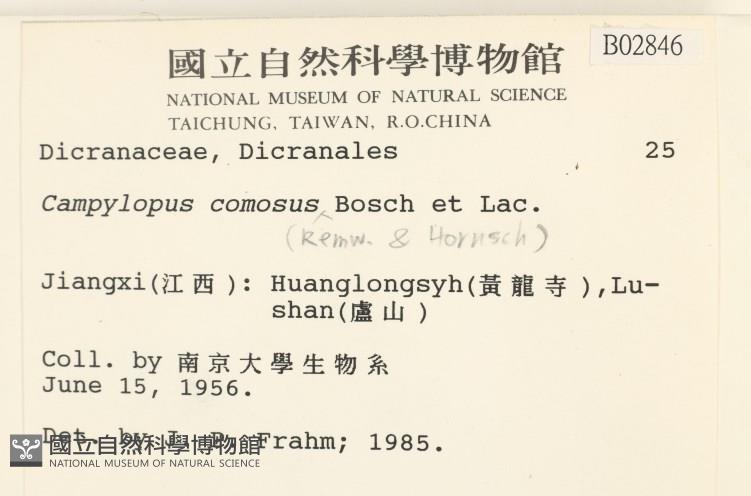 國立自然科學博物館
B02846
NATIONAL MUSEUM OF NATURAL SCIENCE
TAICHUNG, TAIWAN, R.O.CHINA
Dicranaceae, Dicranales 25
Campylopus comosus Bosch et Lac.
(Remw. & Hornsch)
Jiangxi(江西): Huanglongsyh(黃龍寺),Lu-
shan(盧山)
Coll. by 南京大學生物系
June 15, 1956.
Det. by Frahm; 1985.
國立自然科學博物館
NATIONAL MUSEUM OF NATURAL SCIENCE